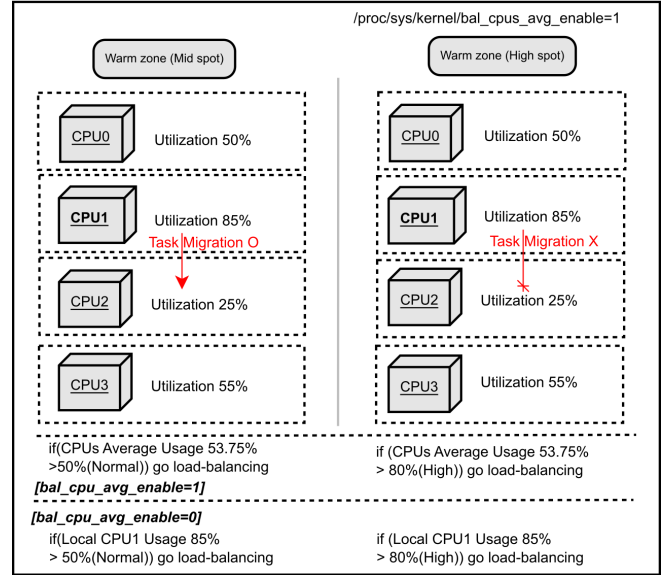 /proc/sys/kernel/bal_cpus_avg_enable=1
Warm zone (Mid spot)
CPU0
Utilization 50%
CPU1
Utilization 85%
Task Migration O
CPU2
Utilization 25%
CPU3
Utilization 55%
Warm zone (High spot)
CPU0
Utilization 50%
CPU1
Utilization 85%
Task Migration X
CPU2
Utilization 25%
CPU3
Utilization 55%
if(CPUs Average Usage 53.75%
>50%(Normal)) go load-balancing
if (CPUs Average Usage 53.75%
> 80%(High)) go load-balancing
[bal_cpu_avg_enable=1]
[bal_cpu_avg_enable=0]
if(Local CPU1 Usage 85%
> 50%(Normal)) go load-balancing
if (Local CPU1 Usage 85%
> 80%(High)) go load-balancing